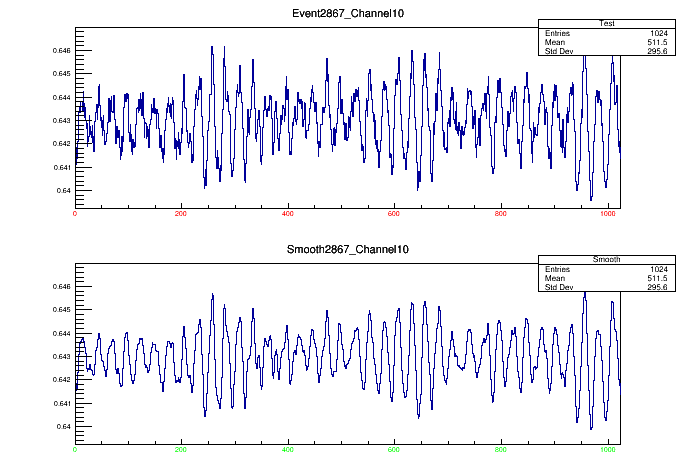 Event2867_Channel10
Test
Entries 1024
Mean 511.5
Std Dev 295.6
0.646
0.645
0.644
0.643
0.642
0.641
0.64
0 200 400 600 800 1000
Smooth2867_Channel10
Smooth
Entries 1024
Mean 511.5
Std Dev 295.6
0.646
0.645
0.644
0.643
0.642
0.641
0.64
0 200 400 600 800 1000